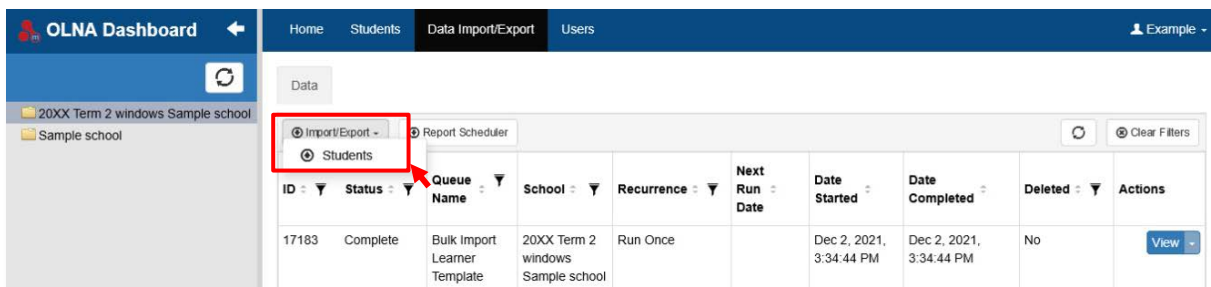 OLNA Dashboard
Home Students Data Import/Export Users Example
Data
20XX Term 2 windows Sample school
Sample school
Import/Export Report Scheduler Clear Filters
Students
ID Status Queue Name School Recurrence Next Run Date Date Started Date Completed Deleted Actions
17183 Complete Bulk Import Learner Template 20XX Term 2 windows Sample school Run Once Dec 2, 2021, 3:34:44 PM Dec 2, 2021, 3:34:44 PM No View